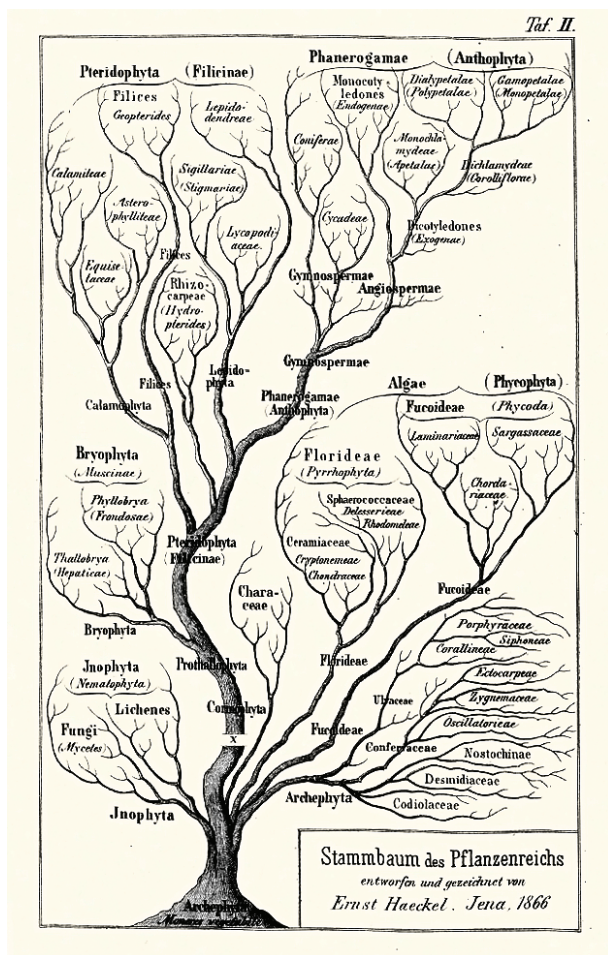 Taf. II.
Phanerogamae (Anthophyta)
Pteridophyta (Filicinae)
Filices
Geopterides
Lepido-
dendreae
Monocoty-
ledones
(Endogenae)
Dialypetalae
(Polypetalae)
Gamopetalae
(Monopetalae)
Coniferae
Monochla-
mydeae
(Apetalae)
Dichlamydeae
(Corolliflorae)
Calamiteae
Sigillariae
(Stigmariae)
Astero-
phylliteae
Cycadeae
Lycopodi-
aceae
Dicotyledones
(Exogenae)
Equise-
taceae
Filices
Rhizo-
carpeae
(Hydro-
pterides)
Gymnospermae
Angiospermae
Gymnospermae
Lepido-
phyta
Filices
Calamophyta
Phanerogamae
(Anthophyta)
Algae (Phycophyta)
Fucoideae (Phycoda)
Laminariaceae
Sargassaceae
Chorda-
riaceae
Bryophyta
(Muscinae)
Florideae
(Pyrrhophyta)
Phyllobrya
(Frondosae)
Sphaerococcaceae
Delesserieae
Rhodomeleae
Pteridophyta
(Filicinae)
Ceramiaceae
Cryptonemeae
Chondraceae
Thallobrya
(Hepaticae)
Chara-
ceae
Fucoideae
Bryophyta
Porphyraceae
Siphoneae
Corallineae
Prothallophyta
Florideae
Ectocarpeae
Jnophyta
(Nematophyta)
Ulvaceae
Zygnemaceae
Lichenes
Cormophyta
Oscillatorieae
Fungi
(Mycetes)
Fucoideae
x
Confervaceae
Nostochinae
Desmidiaceae
Archephyta
Codiolaceae
Jnophyta
Stammbaum des Pflanzenreichs
entworfen und gezeichnet von
Ernst Haeckel. Jena, 1866